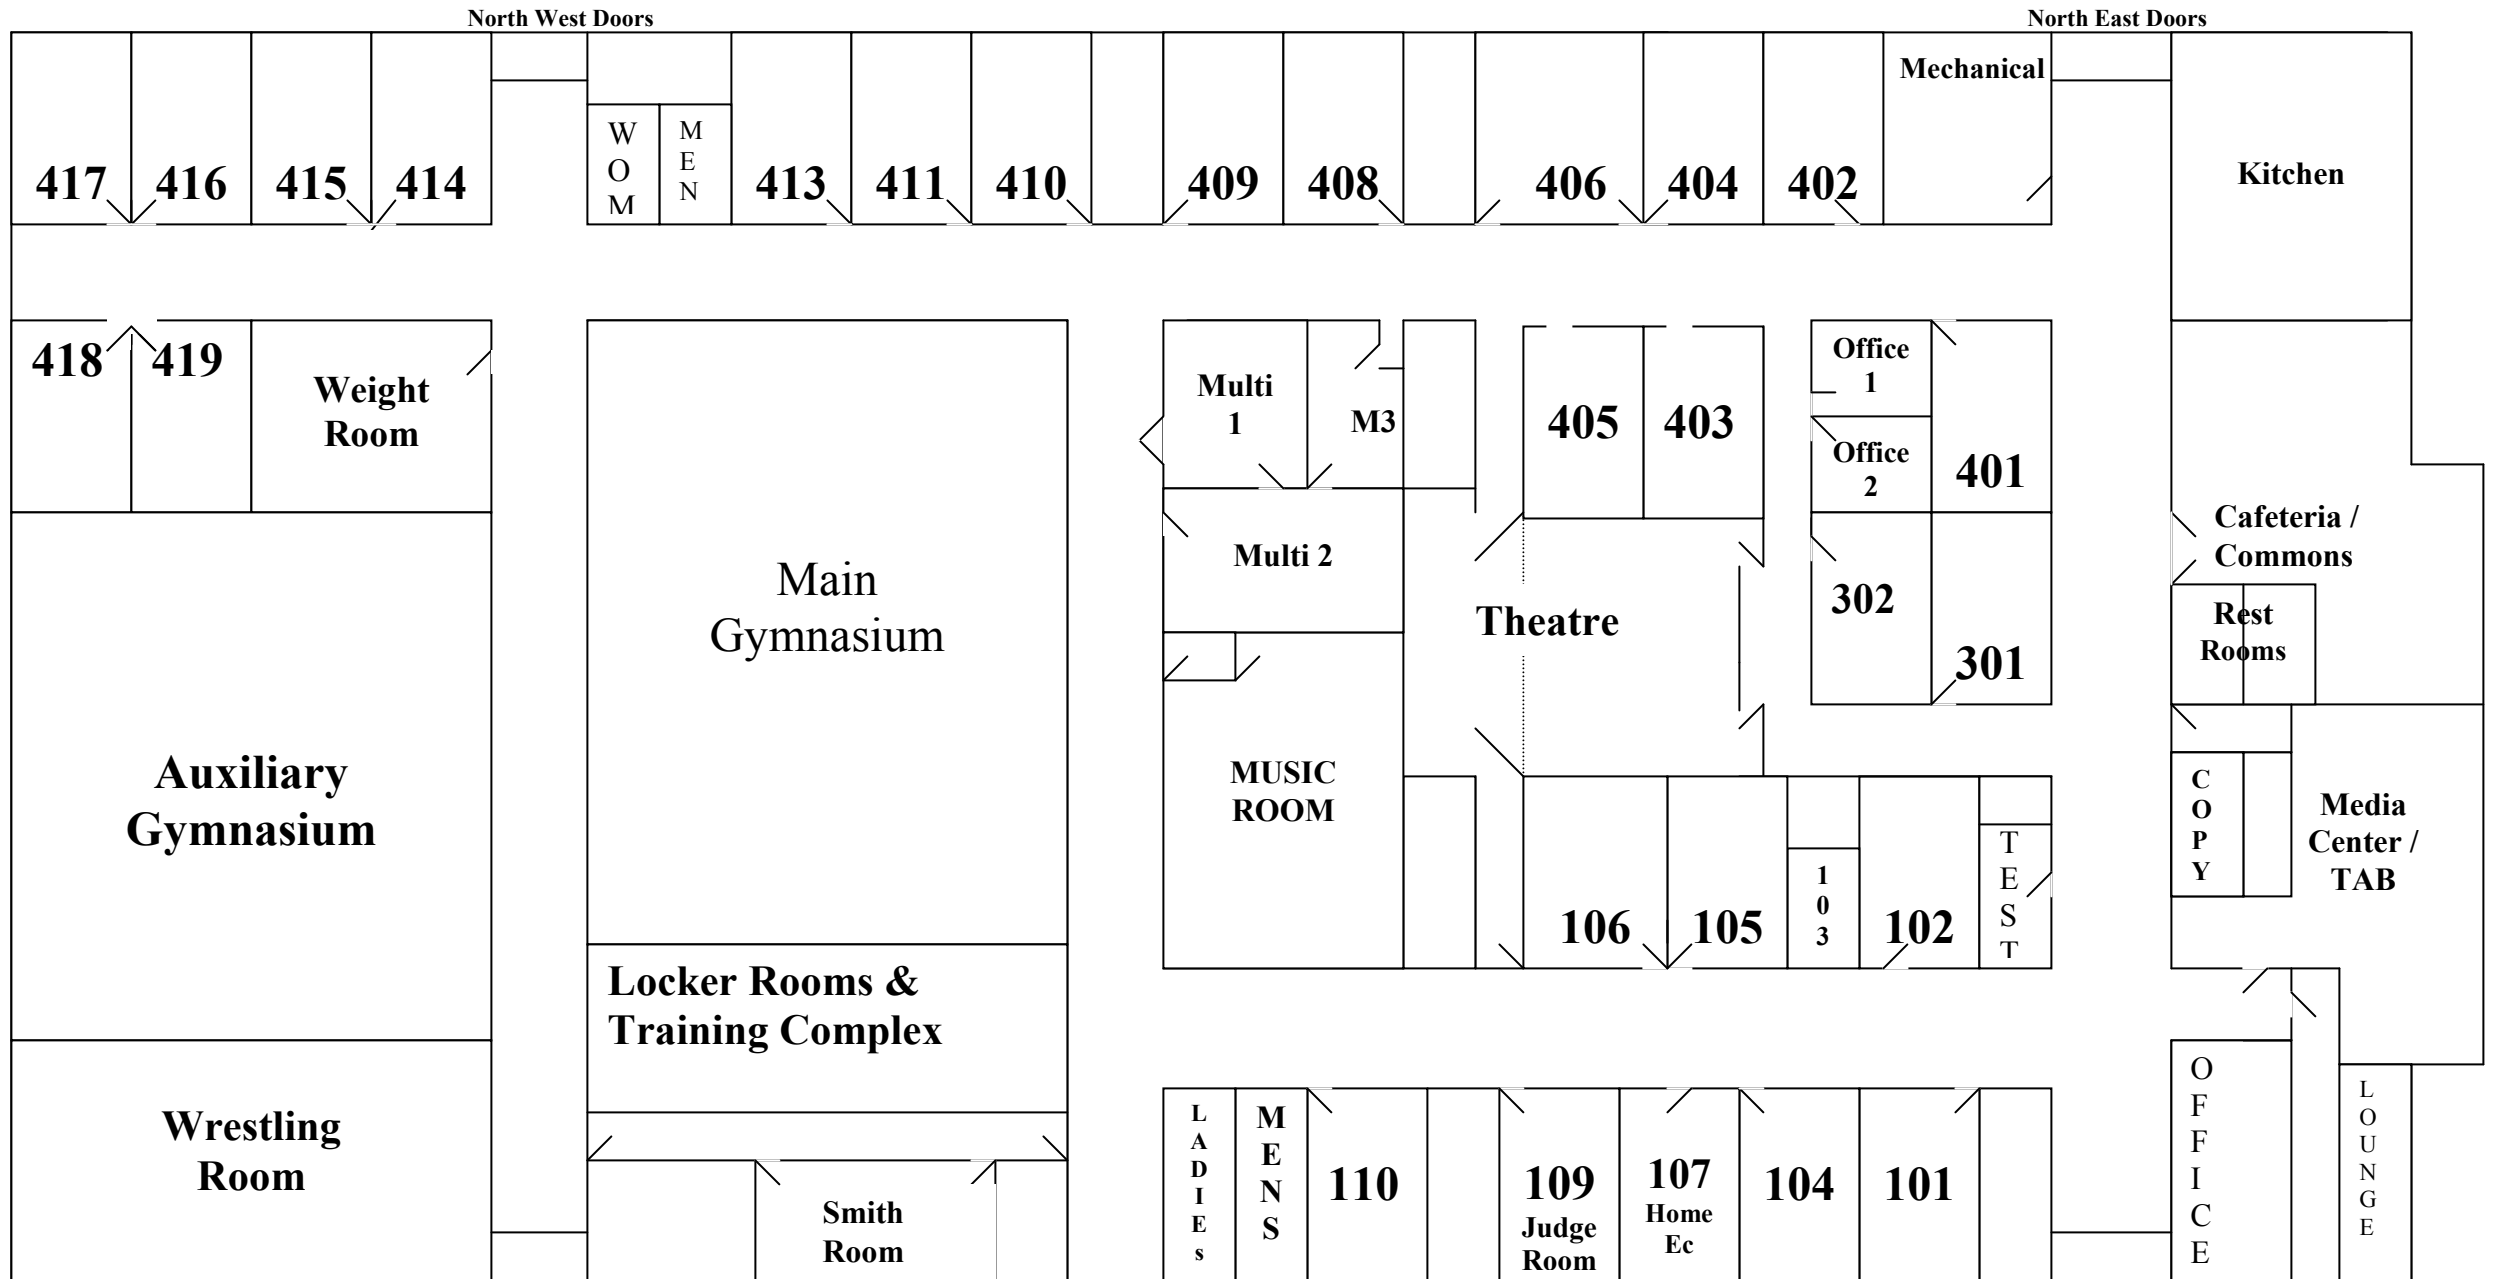 North West Doors
North East Doors
Mechanical
Kitchen
417
416
415
414
W
O
M
M
E
N
413
411
410
409
408
406
404
402
418
419
Weight
Room
Multi
1
M3
405
403
Office
1
Office
2
401
Main
Gymnasium
Multi 2
Theatre
302
301
Cafeteria /
Commons
Rest
Rooms
Auxiliary
Gymnasium
MUSIC
ROOM
106
105
1
0
3
102
T
E
S
T
C
O
P
Y
Media
Center /
TAB
Locker Rooms &
Training Complex
Wrestling
Room
Smith
Room
L
A
D
I
E
s
M
E
N
S
110
109
Judge
Room
107
Home
Ec
104
101
O
F
F
I
C
E
L
O
U
N
G
E